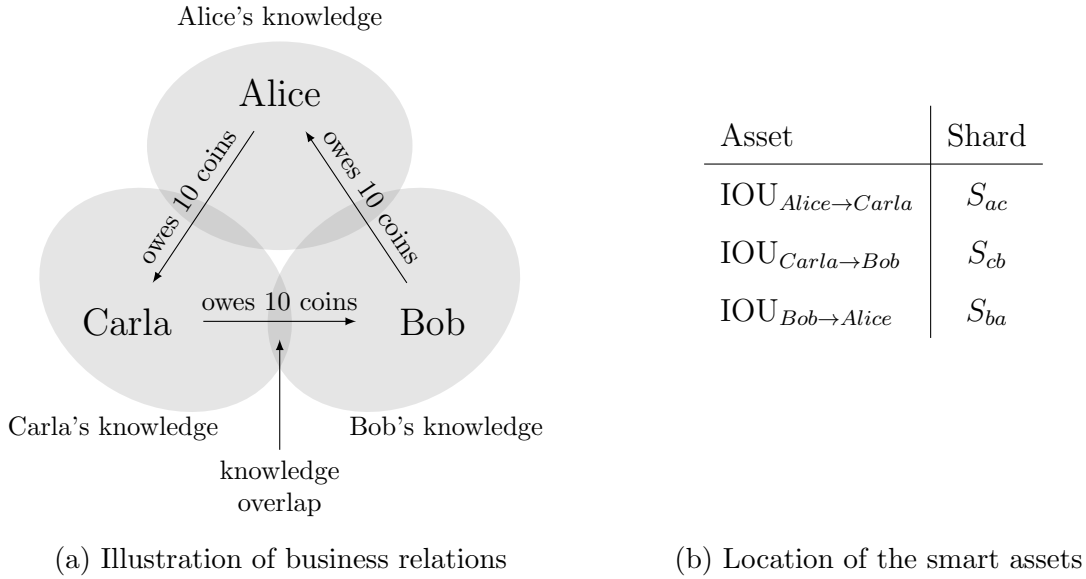 Alice's knowledge
Alice
owes 10 coins
owes 10 coins
Carla
owes 10 coins
Bob
Carla's knowledge
Bob's knowledge
knowledge
overlap
(a) Illustration of business relations
Asset Shard
IOU_{Alice→Carla} S_{ac}
IOU_{Carla→Bob} S_{cb}
IOU_{Bob→Alice} S_{ba}
(b) Location of the smart assets